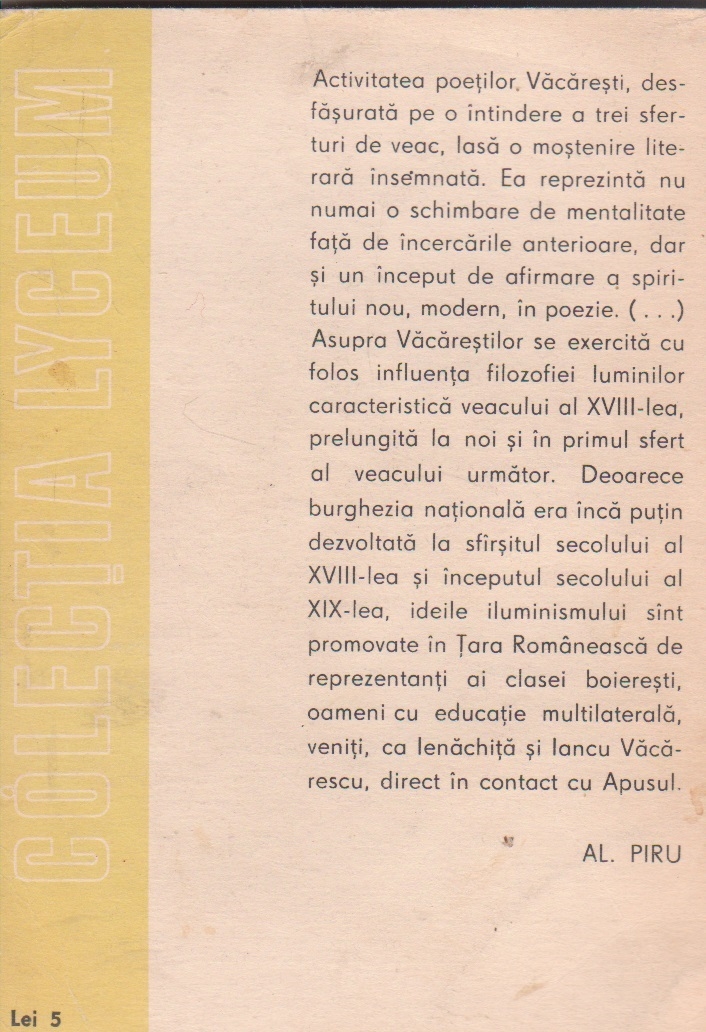 COLECȚIA LYCEUM
Activitatea poeților Văcărești, des-
fășurată pe o întindere a trei sfer-
turi de veac, lasă o moștenire lite-
rară însemnată. Ea reprezintă nu
numai o schimbare de mentalitate
față de încercările anterioare, dar
și un început de afirmare a spiri-
tului nou, modern, în poezie. (...)
Asupra Văcăreștilor se exercită cu
folos influența filozofiei luminilor
caracteristică veacului al XVIII-lea,
prelungită la noi și în primul sfert
al veacului următor. Deoarece
burghezia națională era încă puțin
dezvoltată la sfîrșitul secolului al
XVIII-lea și începutul secolului al
XIX-lea, ideile iluminismului sînt
promovate în Țara Românească de
reprezentanți ai clasei boierești,
oameni cu educație multilaterală,
veniți, ca Ienăchiță și Iancu Văcă-
rescu, direct în contact cu Apusul.
AL. PIRU
Lei 5